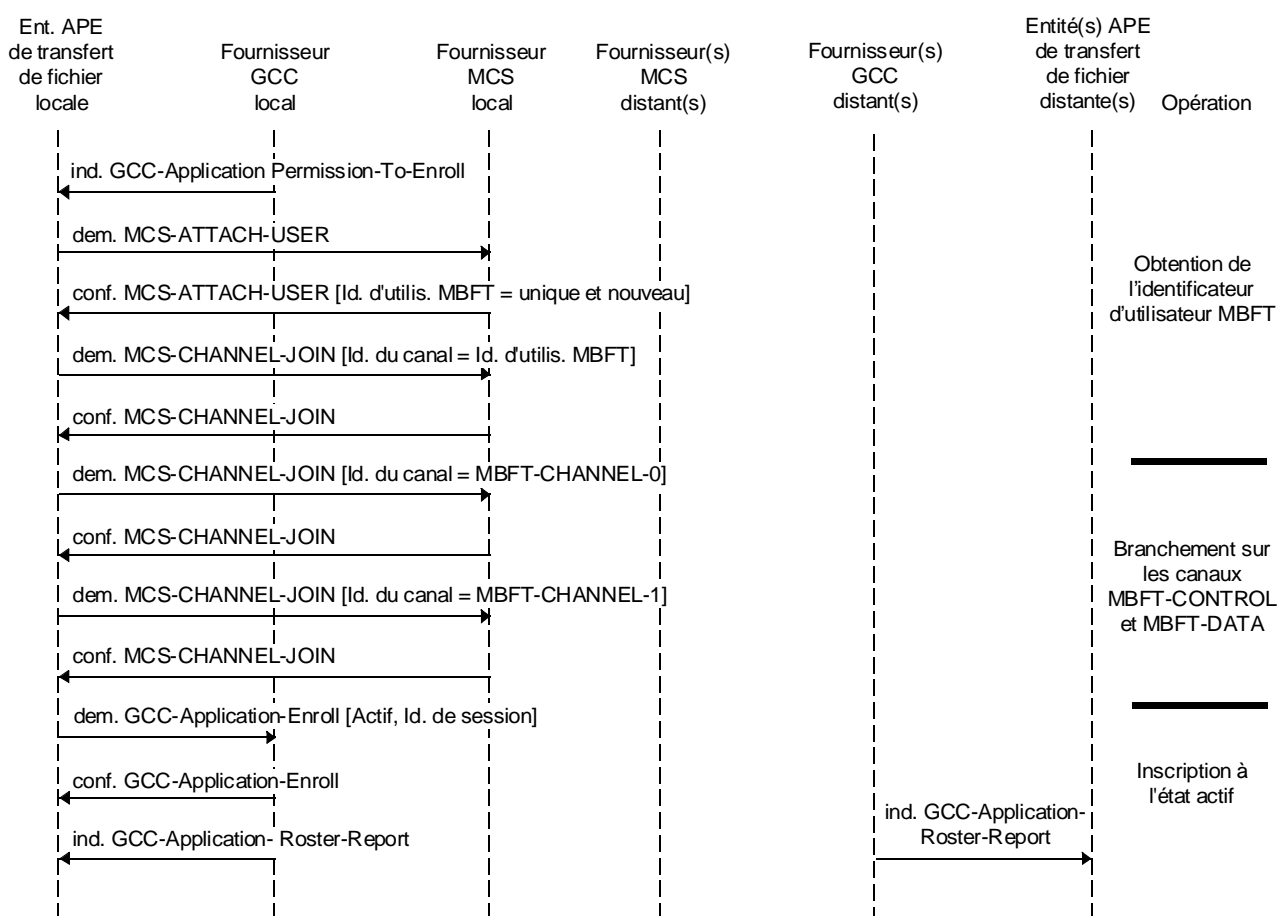 Ent. APE
de transfert
de fichier
locale
Fournisseur
GCC
local
Fournisseur
MCS
local
Fournisseur(s)
MCS
distant(s)
Fournisseur(s)
GCC
distant(s)
Entité(s) APE
de transfert
de fichier
distante(s)
Opération
ind. GCC-Application Permission-To-Enroll
dem. MCS-ATTACH-USER
conf. MCS-ATTACH-USER [Id. d'utilis. MBFT = unique et nouveau]
dem. MCS-CHANNEL-JOIN [Id. du canal = Id. d'utilis. MBFT]
conf. MCS-CHANNEL-JOIN
Obtention de
l'identificateur
d'utilisateur MBFT
dem. MCS-CHANNEL-JOIN [Id. du canal = MBFT-CHANNEL-0]
conf. MCS-CHANNEL-JOIN
dem. MCS-CHANNEL-JOIN [Id. du canal = MBFT-CHANNEL-1]
conf. MCS-CHANNEL-JOIN
Branchement sur
les canaux
MBFT-CONTROL
et MBFT-DATA
dem. GCC-Application-Enroll [Actif, Id. de session]
conf. GCC-Application-Enroll
ind. GCC-Application- Roster-Report
ind. GCC-Application-
Roster-Report
Inscription à
l'état actif